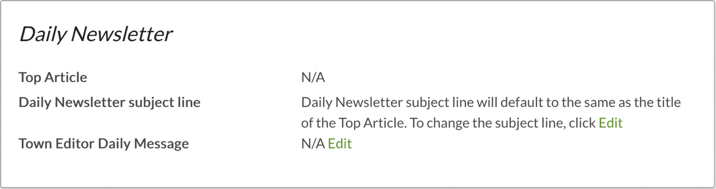 Daily Newsletter
Top Article N/A
Daily Newsletter subject line Daily Newsletter subject line will default to the same as the title
of the Top Article. To change the subject line, click Edit
Town Editor Daily Message N/A Edit